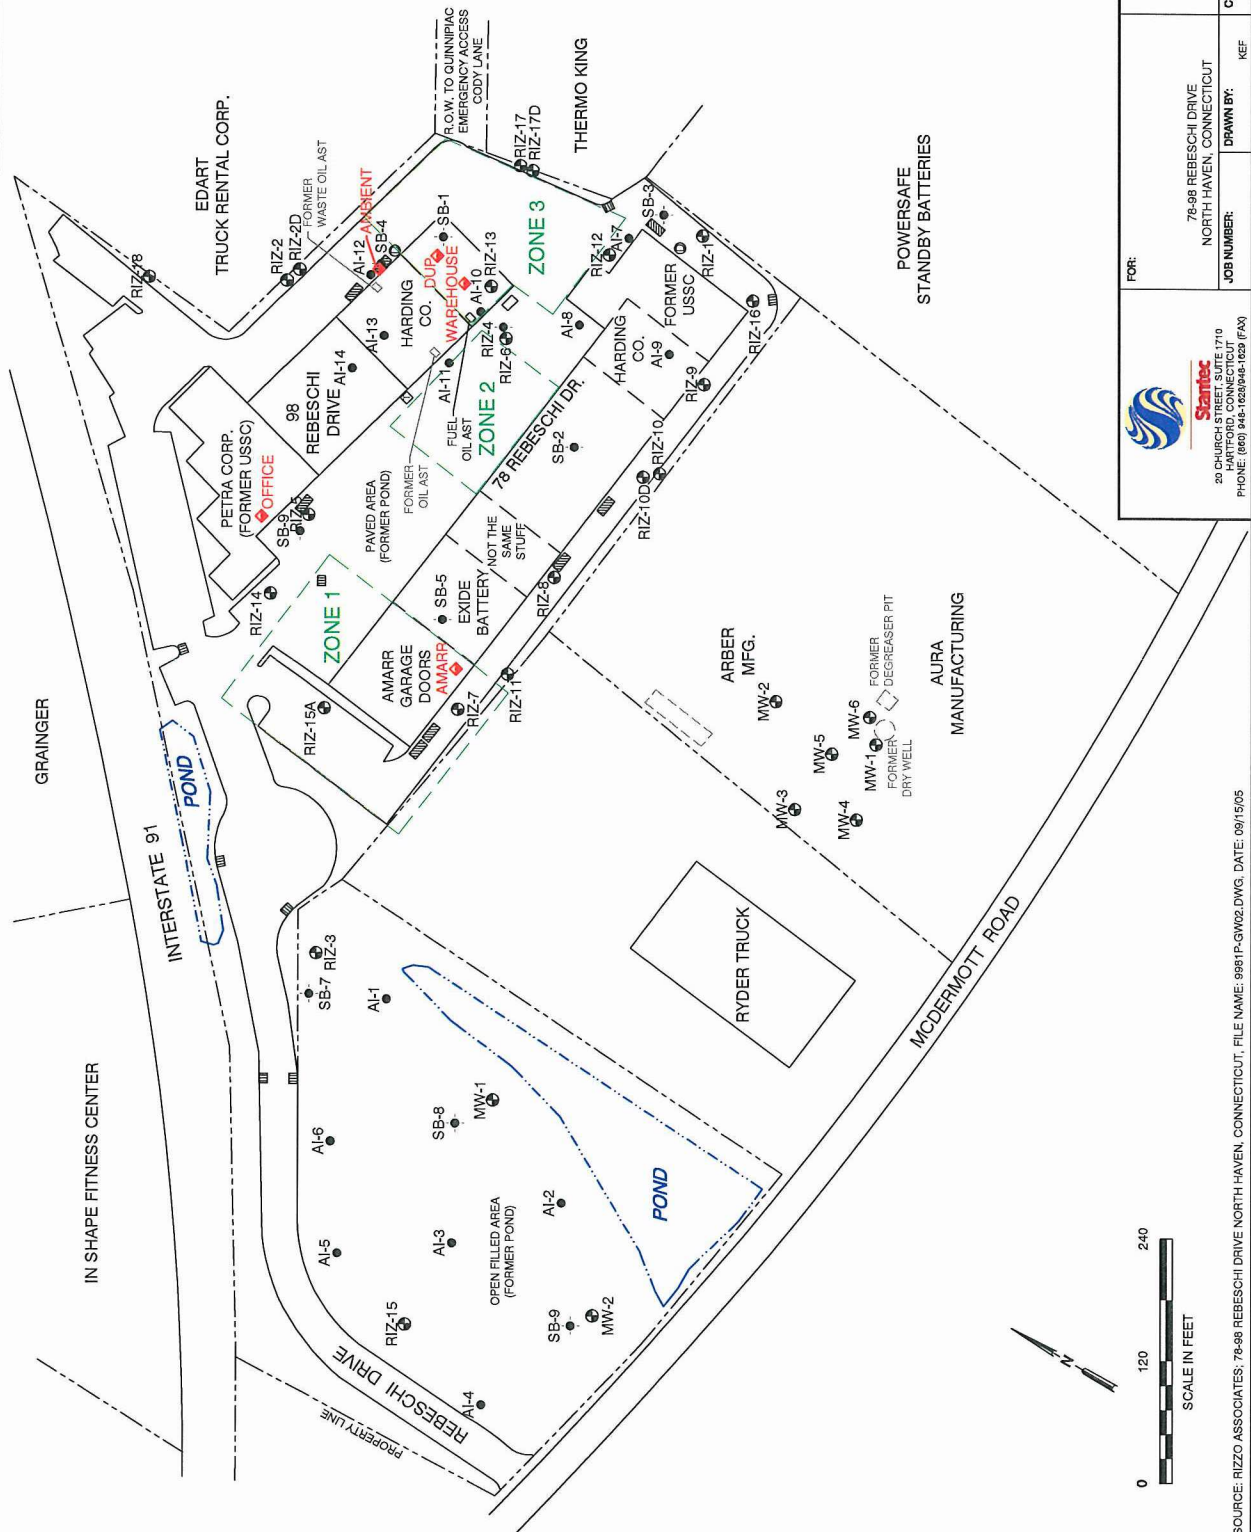 GRAINGER
IN SHAPE FITNESS CENTER
INTERSTATE 91
POND
EDART
TRUCK RENTAL CORP.
R.O.W. TO QUINNIPIAC
EMERGENCY ACCESS
CODY LANE
THERMO KING
POWERSAFE
STANDBY BATTERIES
RIZ-18
RIZ-2
RIZ-2D
FORMER
WASTE OIL AST
AI-12
AMBIENT
SB-4
SB-1
DUP
WAREHOUSE
RIZ-17
RIZ-17D
ZONE 3
AI-10
RIZ-13
HARDING
CO.
AI-13
AI-14
98
REBESCHI
DRIVE
PETRA CORP.
(FORMER USSC)
OFFICE
SB-9
RIZ-5
RIZ-14
PAVED AREA
(FORMER POND)
FORMER
OIL AST
AI-11
FUEL
OIL AST
RIZ-4
RIZ-6
ZONE 2
AI-8
RIZ-12
AI-7
SB-3
RIZ-1
FORMER
USSC
RIZ-16
HARDING
CO.
AI-9
RIZ-9
78 REBESCHI DR.
SB-2
RIZ-10
RIZ-10D
NOT THE
SAME
STUFF
SB-5
EXIDE
BATTERY
RIZ-8
ZONE 1
AMARR
GARAGE
DOORS
AMARR
RIZ-15A
RIZ-7
RIZ-11
RIZ-3
SB-7
AI-1
AI-6
SB-8
MW-1
AI-5
AI-3
AI-2
OPEN FILLED AREA
(FORMER POND)
RIZ-15
SB-9
MW-2
AI-4
REBESCHI DRIVE
PROPERTY LINE
POND
RYDER TRUCK
MCDERMOTT ROAD
ARBER
MFG.
MW-2
MW-5
MW-6
MW-1
MW-3
MW-4
FORMER
DEGREASER PIT
FORMER
DRY WELL
AURA
MANUFACTURING
N
0 120 240
SCALE IN FEET
SOURCE: RIZZO ASSOCIATES; 78-98 REBESCHI DRIVE NORTH HAVEN, CONNECTICUT, FILE NAME: 9981P-GW02.DWG, DATE: 09/15/05
Stantec
20 CHURCH STREET, SUITE 1710
HARTFORD, CONNECTICUT
PHONE: (860) 948-1628/948-1629 (FAX)
FOR:
78-98 REBESCHI DRIVE
NORTH HAVEN, CONNECTICUT
JOB NUMBER:
DRAWN BY:
KEF